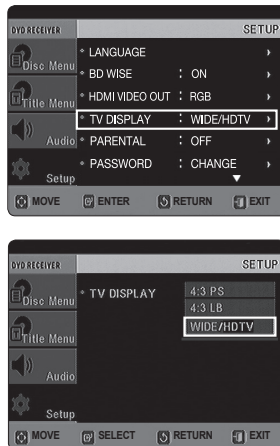 DVD RECEIVER SETUP
Disc Menu
Title Menu
Audio
Setup
• LANGUAGE
• BD WISE : ON
• HDMI VIDEO OUT : RGB
• TV DISPLAY : WIDE/HDTV
• PARENTAL : OFF
• PASSWORD : CHANGE
MOVE ENTER RETURN EXIT
DVD RECEIVER SETUP
Disc Menu
Title Menu
Audio
Setup
• TV DISPLAY
4:3 PS
4:3 LB
WIDE/HDTV
MOVE SELECT RETURN EXIT